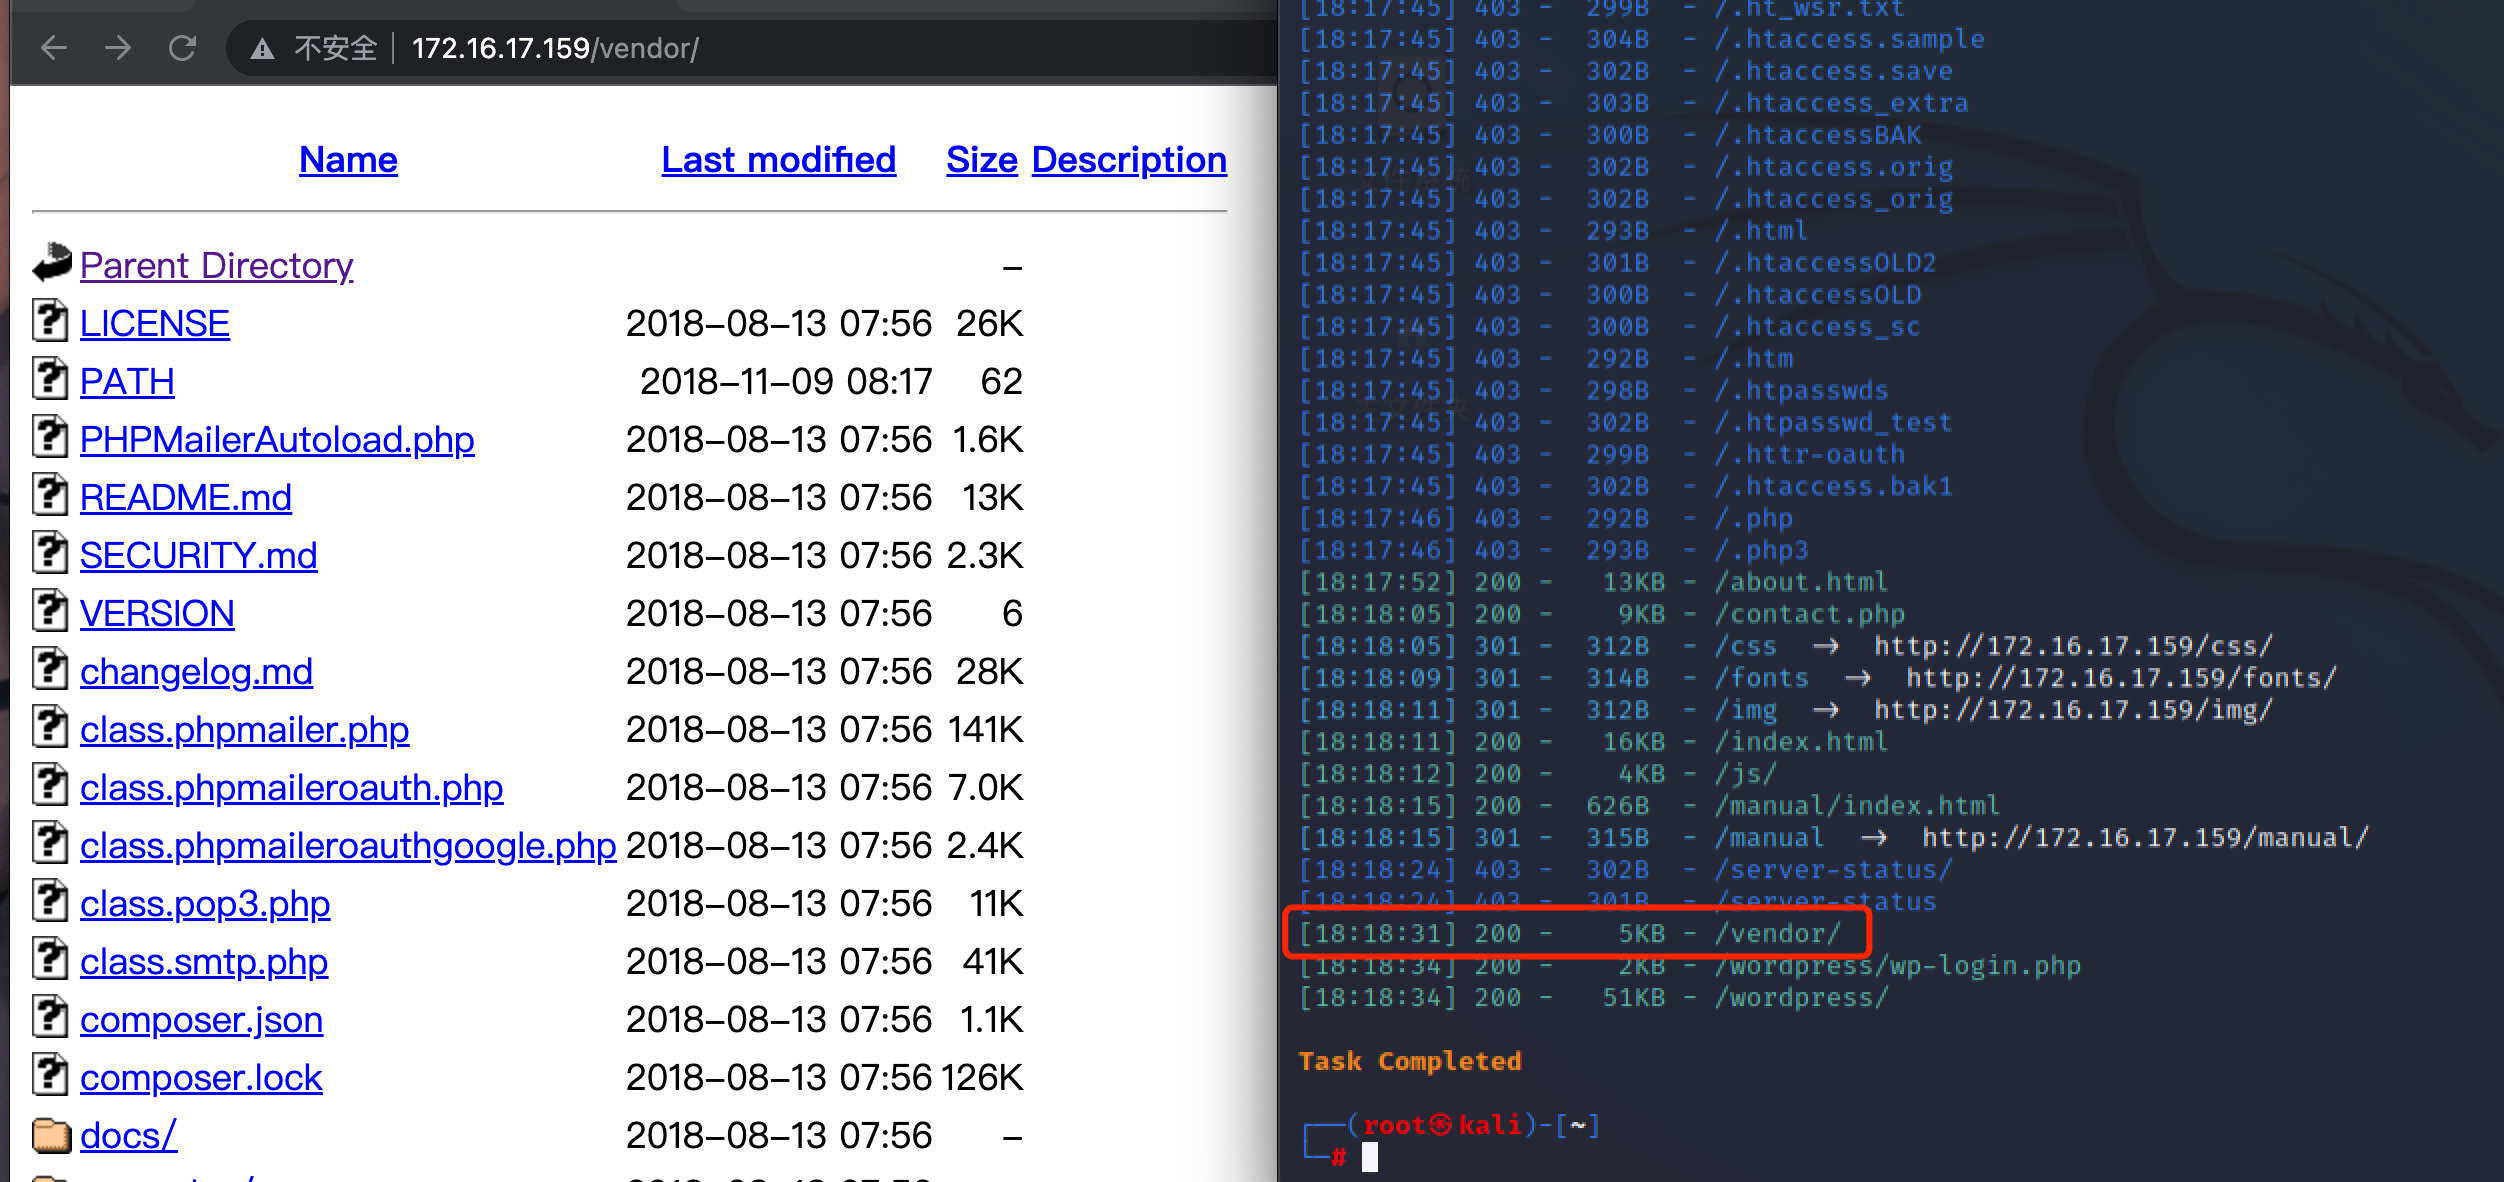 不安全 172.16.17.159/vendor/
Name Last modified Size Description
Parent Directory –
LICENSE 2018-08-13 07:56 26K
PATH 2018-11-09 08:17 62
PHPMailerAutoload.php 2018-08-13 07:56 1.6K
README.md 2018-08-13 07:56 13K
SECURITY.md 2018-08-13 07:56 2.3K
VERSION 2018-08-13 07:56 6
changelog.md 2018-08-13 07:56 28K
class.phpmailer.php 2018-08-13 07:56 141K
class.phpmaileroauth.php 2018-08-13 07:56 7.0K
class.phpmaileroauthgoogle.php 2018-08-13 07:56 2.4K
class.pop3.php 2018-08-13 07:56 11K
class.smtp.php 2018-08-13 07:56 41K
composer.json 2018-08-13 07:56 1.1K
composer.lock 2018-08-13 07:56 126K
docs/ 2018-08-13 07:56 –
[18:17:45] 403 - 299B - /.ht_wsr.txt
[18:17:45] 403 - 304B - /.htaccess.sample
[18:17:45] 403 - 302B - /.htaccess.save
[18:17:45] 403 - 303B - /.htaccess_extra
[18:17:45] 403 - 300B - /.htaccessBAK
[18:17:45] 403 - 302B - /.htaccess.orig
[18:17:45] 403 - 302B - /.htaccess_orig
[18:17:45] 403 - 293B - /.html
[18:17:45] 403 - 301B - /.htaccessOLD2
[18:17:45] 403 - 300B - /.htaccessOLD
[18:17:45] 403 - 300B - /.htaccess_sc
[18:17:45] 403 - 292B - /.htm
[18:17:45] 403 - 298B - /.htpasswds
[18:17:45] 403 - 302B - /.htpasswd_test
[18:17:45] 403 - 299B - /.httr-oauth
[18:17:45] 403 - 302B - /.htaccess.bak1
[18:17:46] 403 - 292B - /.php
[18:17:46] 403 - 293B - /.php3
[18:17:52] 200 - 13KB - /about.html
[18:18:05] 200 - 9KB - /contact.php
[18:18:05] 301 - 312B - /css → http://172.16.17.159/css/
[18:18:09] 301 - 314B - /fonts → http://172.16.17.159/fonts/
[18:18:11] 301 - 312B - /img → http://172.16.17.159/img/
[18:18:11] 200 - 16KB - /index.html
[18:18:12] 200 - 4KB - /js/
[18:18:15] 200 - 626B - /manual/index.html
[18:18:15] 301 - 315B - /manual → http://172.16.17.159/manual/
[18:18:24] 403 - 302B - /server-status/
[18:18:24] 403 - 301B - /server-status
[18:18:31] 200 - 5KB - /vendor/
[18:18:34] 200 - 2KB - /wordpress/wp-login.php
[18:18:34] 200 - 51KB - /wordpress/
Task Completed
(root㉿kali)-[~]
#